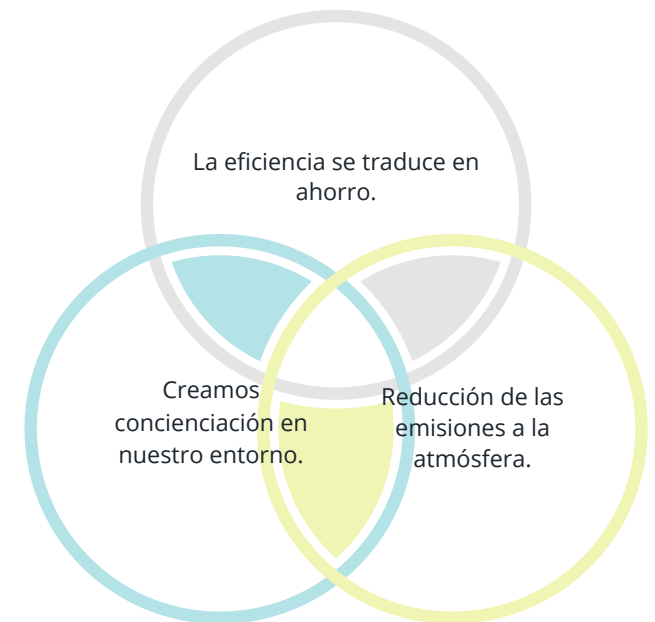 La eficiencia se traduce en
ahorro.
Creamos
concienciación en
nuestro entorno.
Reducción de las
emisiones a la
atmósfera.